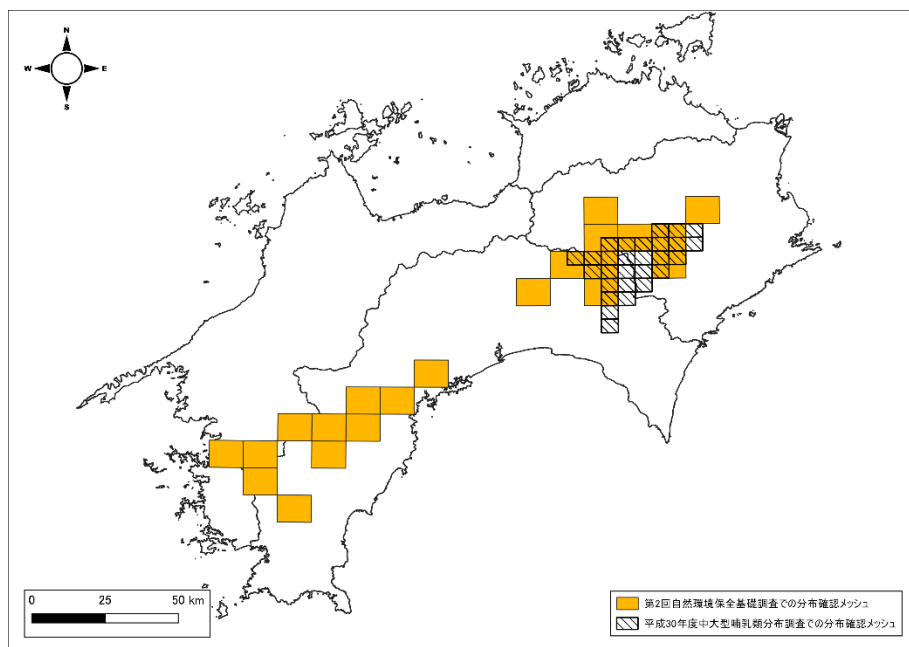 N
W E
S
0 25 50 km
第2回自然環境保全基礎調査での分布確認メッシュ
平成30年度中大型哺乳類分布調査での分布確認メッシュ